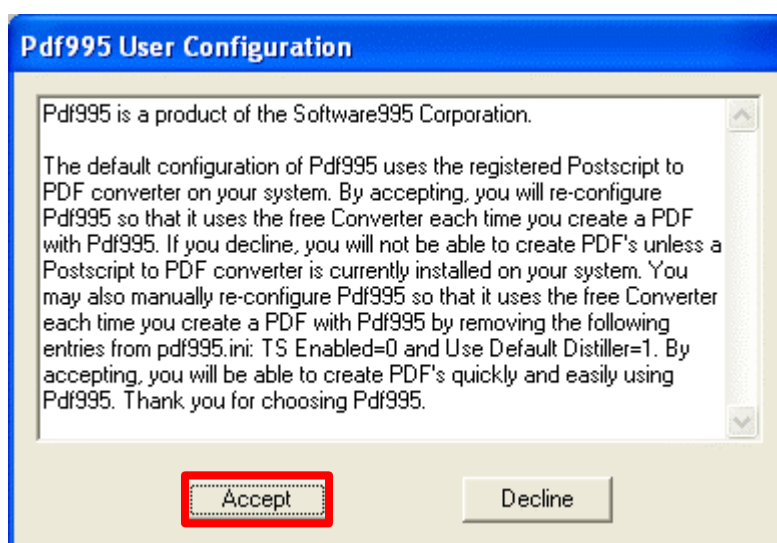 Pdf995 User Configuration
Pdf995 is a product of the Software995 Corporation.
The default configuration of Pdf995 uses the registered Postscript to
PDF converter on your system. By accepting, you will re-configure
Pdf995 so that it uses the free Converter each time you create a PDF
with Pdf995. If you decline, you will not be able to create PDF's unless a
Postscript to PDF converter is currently installed on your system. You
may also manually re-configure Pdf995 so that it uses the free Converter
each time you create a PDF with Pdf995 by removing the following
entries from pdf995.ini: TS Enabled=0 and Use Default Distiller=1. By
accepting, you will be able to create PDF's quickly and easily using
Pdf995. Thank you for choosing Pdf995.
Accept Decline